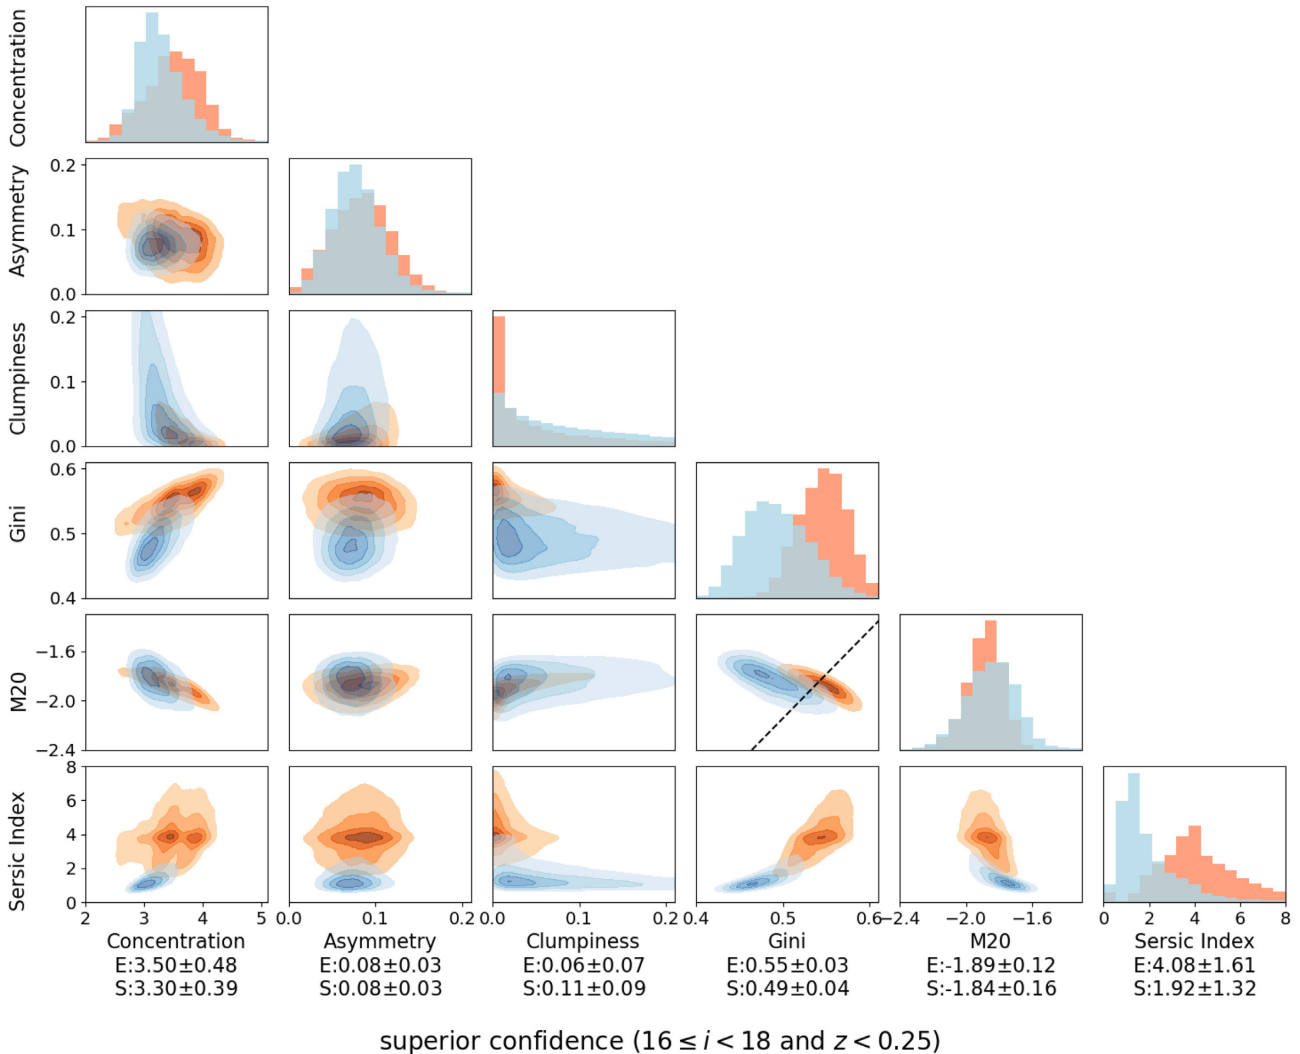 Concentration
Asymmetry
0.2
0.1
0.0
Clumpiness
0.2
0.1
0.0
Gini
0.6
0.5
0.4
M20
−1.6
−2.0
−2.4
Sersic Index
8
6
4
2
0
2 3 4 5 0.0 0.1 0.2 0.0 0.1 0.2 0.4 0.5 0.6 −2.4 −2.0 −1.6 0 2 4 6 8
Concentration Asymmetry Clumpiness Gini M20 Sersic Index
E:3.50±0.48 E:0.08±0.03 E:0.06±0.07 E:0.55±0.03 E:-1.89±0.12 E:4.08±1.61
S:3.30±0.39 S:0.08±0.03 S:0.11±0.09 S:0.49±0.04 S:-1.84±0.16 S:1.92±1.32
superior confidence (16 ≤ i < 18 and z < 0.25)